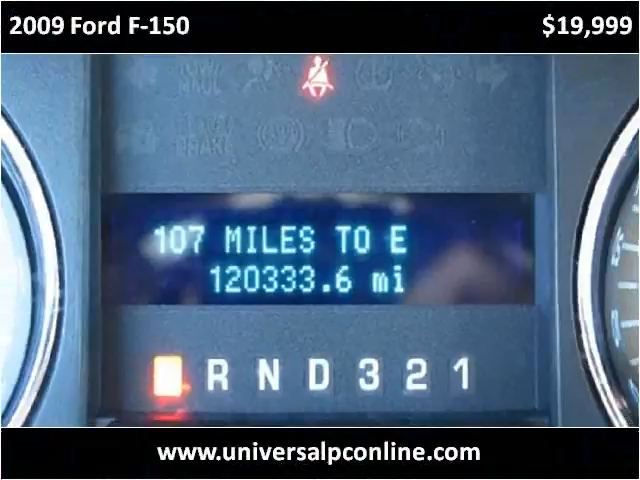 2009 Ford F-150 $19,999
107 MILES TO E
120333.6 mi
R N D 3 2 1
www.universalpconline.com